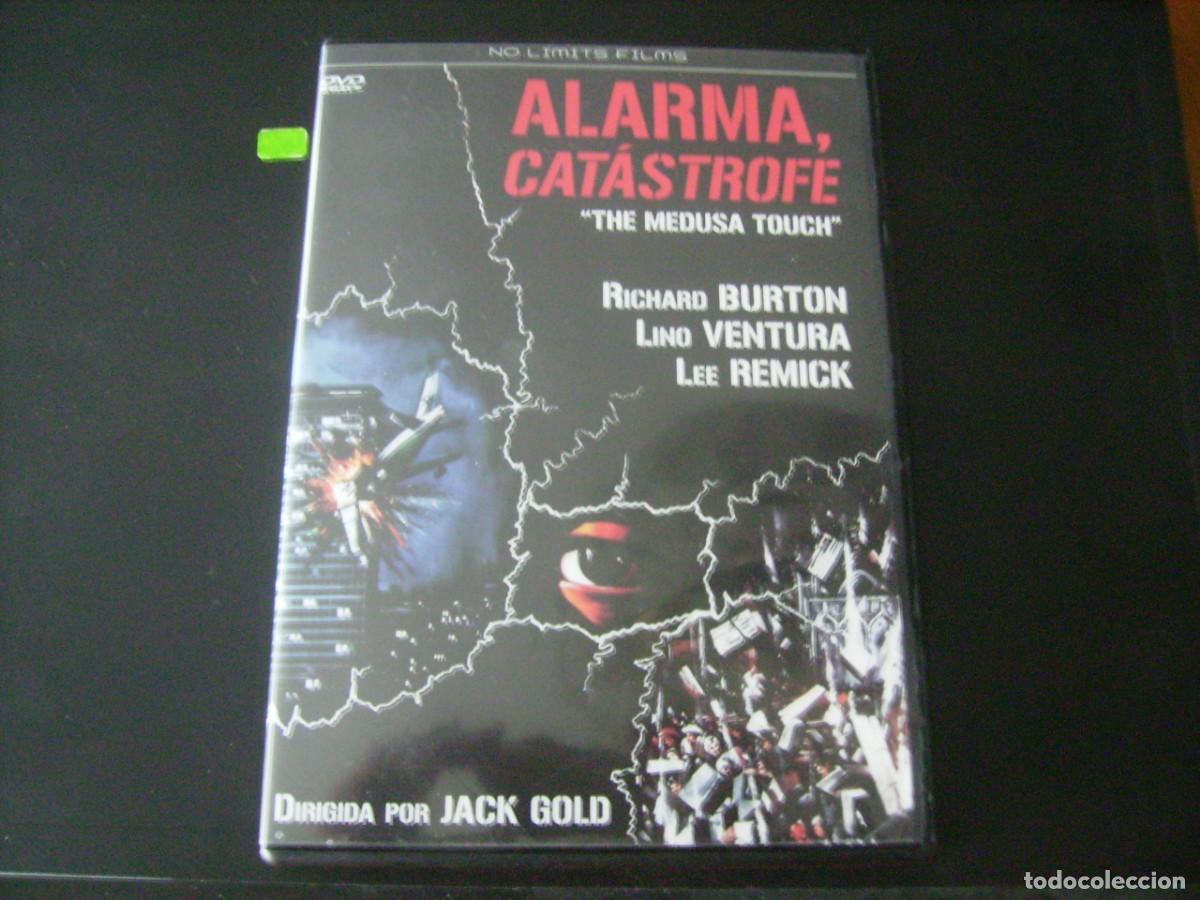 NO LIMITS FILMS
DVD
ALARMA,
CATÁSTROFE
"THE MEDUSA TOUCH"
RICHARD BURTON
LINO VENTURA
LEE REMICK
DIRIGIDA POR JACK GOLD
todocoleccion